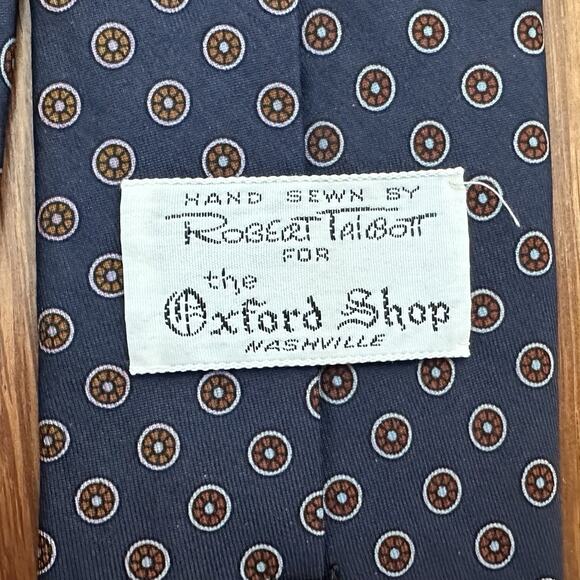 HAND SEWN BY
ROBERT TALBOTT
FOR
the
Oxford Shop
NASHVILLE